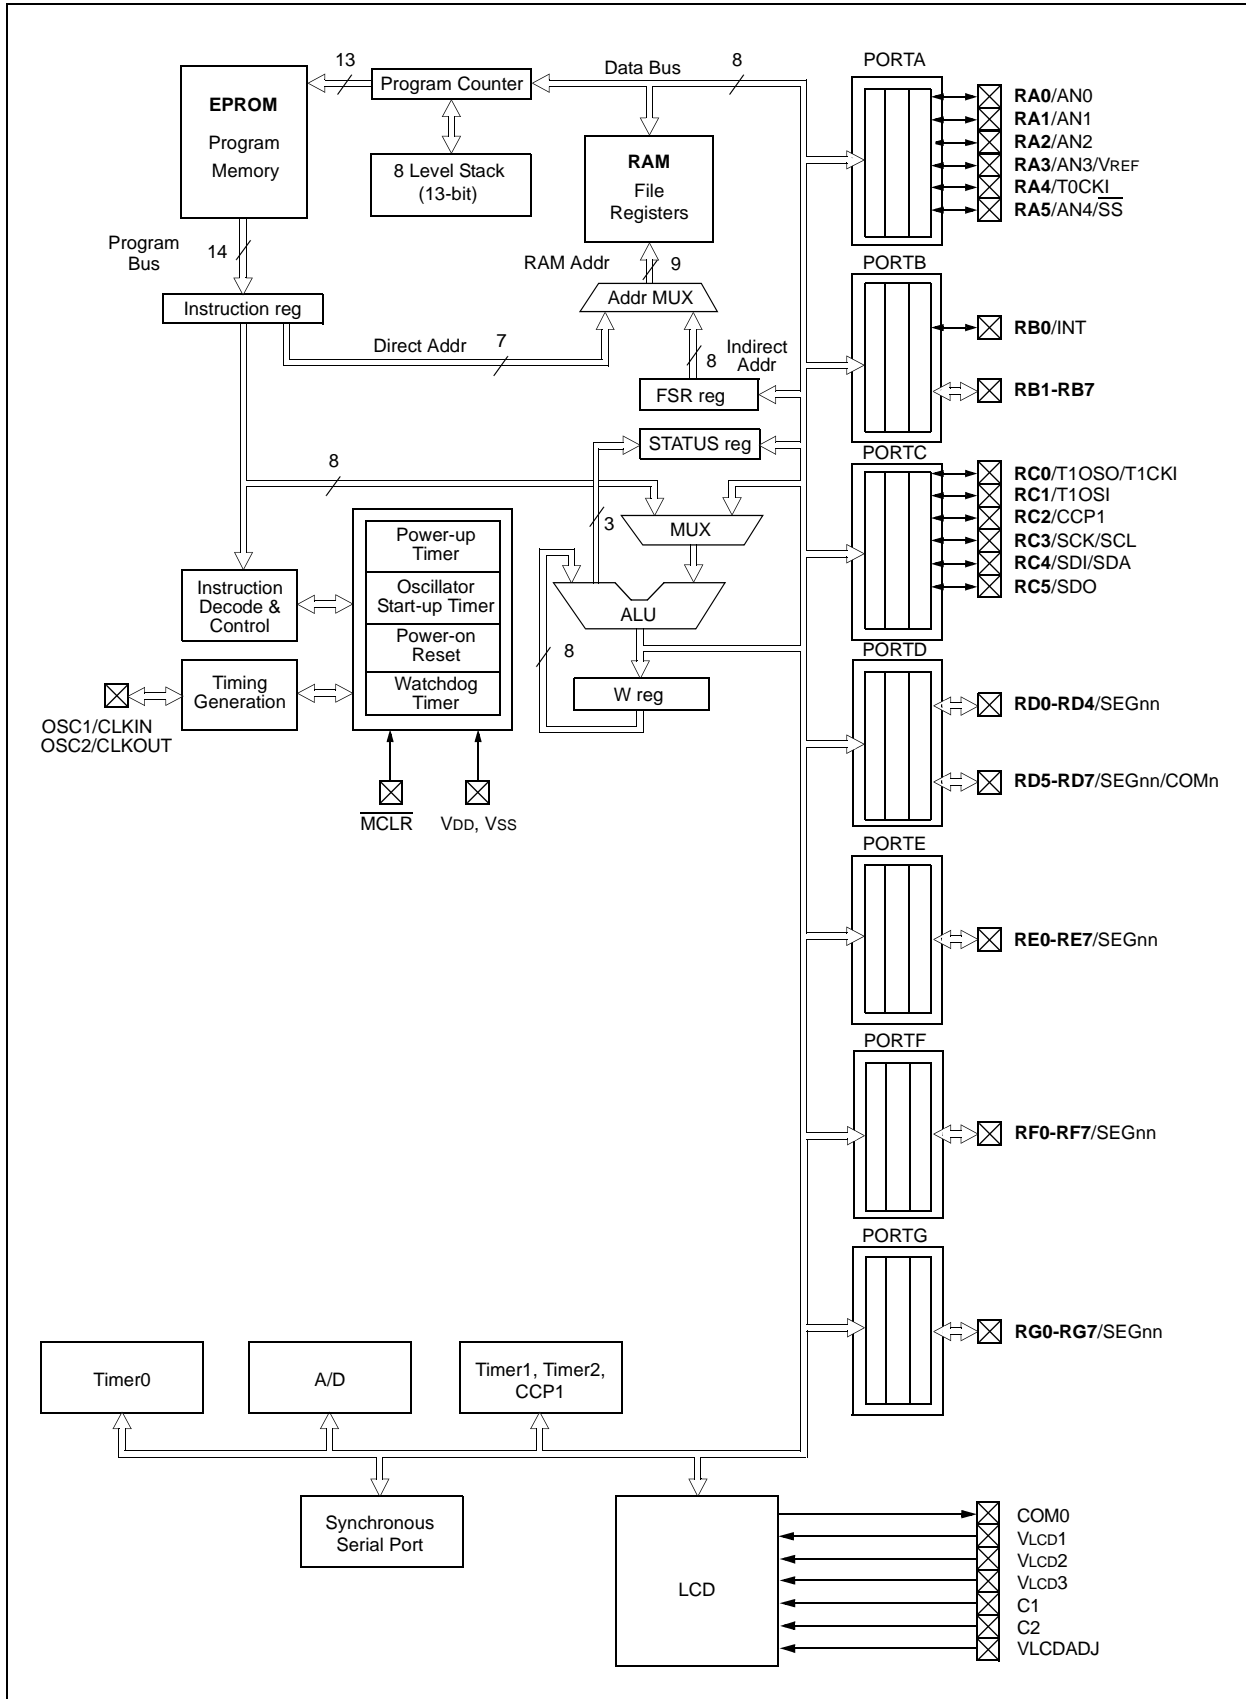 13
Data Bus
8
PORTA
EPROM
Program
Memory
Program Counter
8 Level Stack
(13-bit)
RAM
File
Registers
RA0/AN0
RA1/AN1
RA2/AN2
RA3/AN3/VREF
RA4/T0CKI
RA5/AN4/SS
Program
Bus
14
RAM Addr
9
PORTB
Instruction reg
Addr MUX
RB0/INT
Direct Addr
7
8
Indirect
Addr
FSR reg
RB1-RB7
STATUS reg
PORTC
8
RC0/T1OSO/T1CKI
RC1/T1OSI
RC2/CCP1
RC3/SCK/SCL
RC4/SDI/SDA
RC5/SDO
3
MUX
Power-up
Timer
Oscillator
Start-up Timer
Power-on
Reset
Watchdog
Timer
Instruction
Decode &
Control
ALU
8
W reg
PORTD
Timing
Generation
RD0-RD4/SEGnn
OSC1/CLKIN
OSC2/CLKOUT
RD5-RD7/SEGnn/COMn
MCLR
VDD, VSS
PORTE
RE0-RE7/SEGnn
PORTF
RF0-RF7/SEGnn
PORTG
RG0-RG7/SEGnn
Timer0
A/D
Timer1, Timer2,
CCP1
Synchronous
Serial Port
LCD
COM0
VLCD1
VLCD2
VLCD3
C1
C2
VLCDADJ